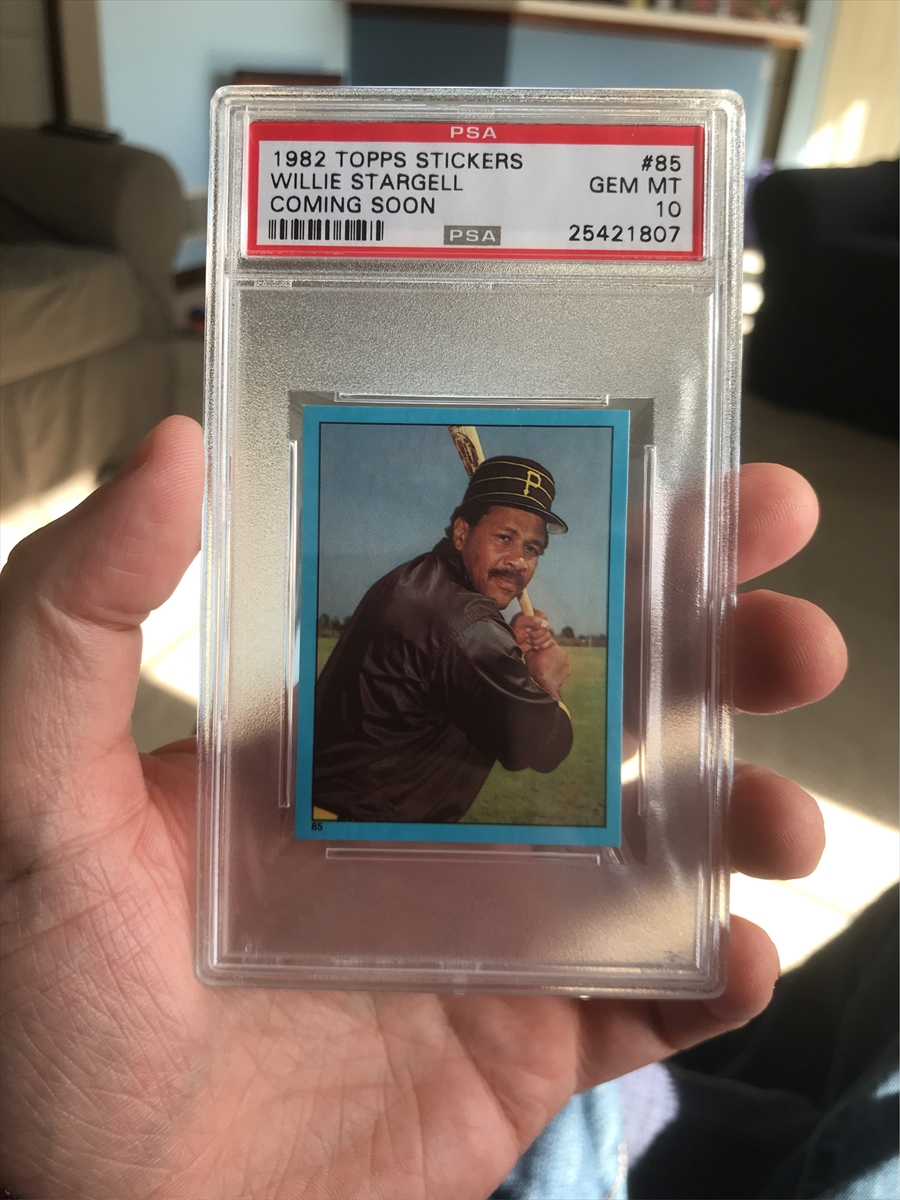 PSA
1982 TOPPS STICKERS #85
WILLIE STARGELL GEM MT
COMING SOON 10
PSA 25421807
P
85